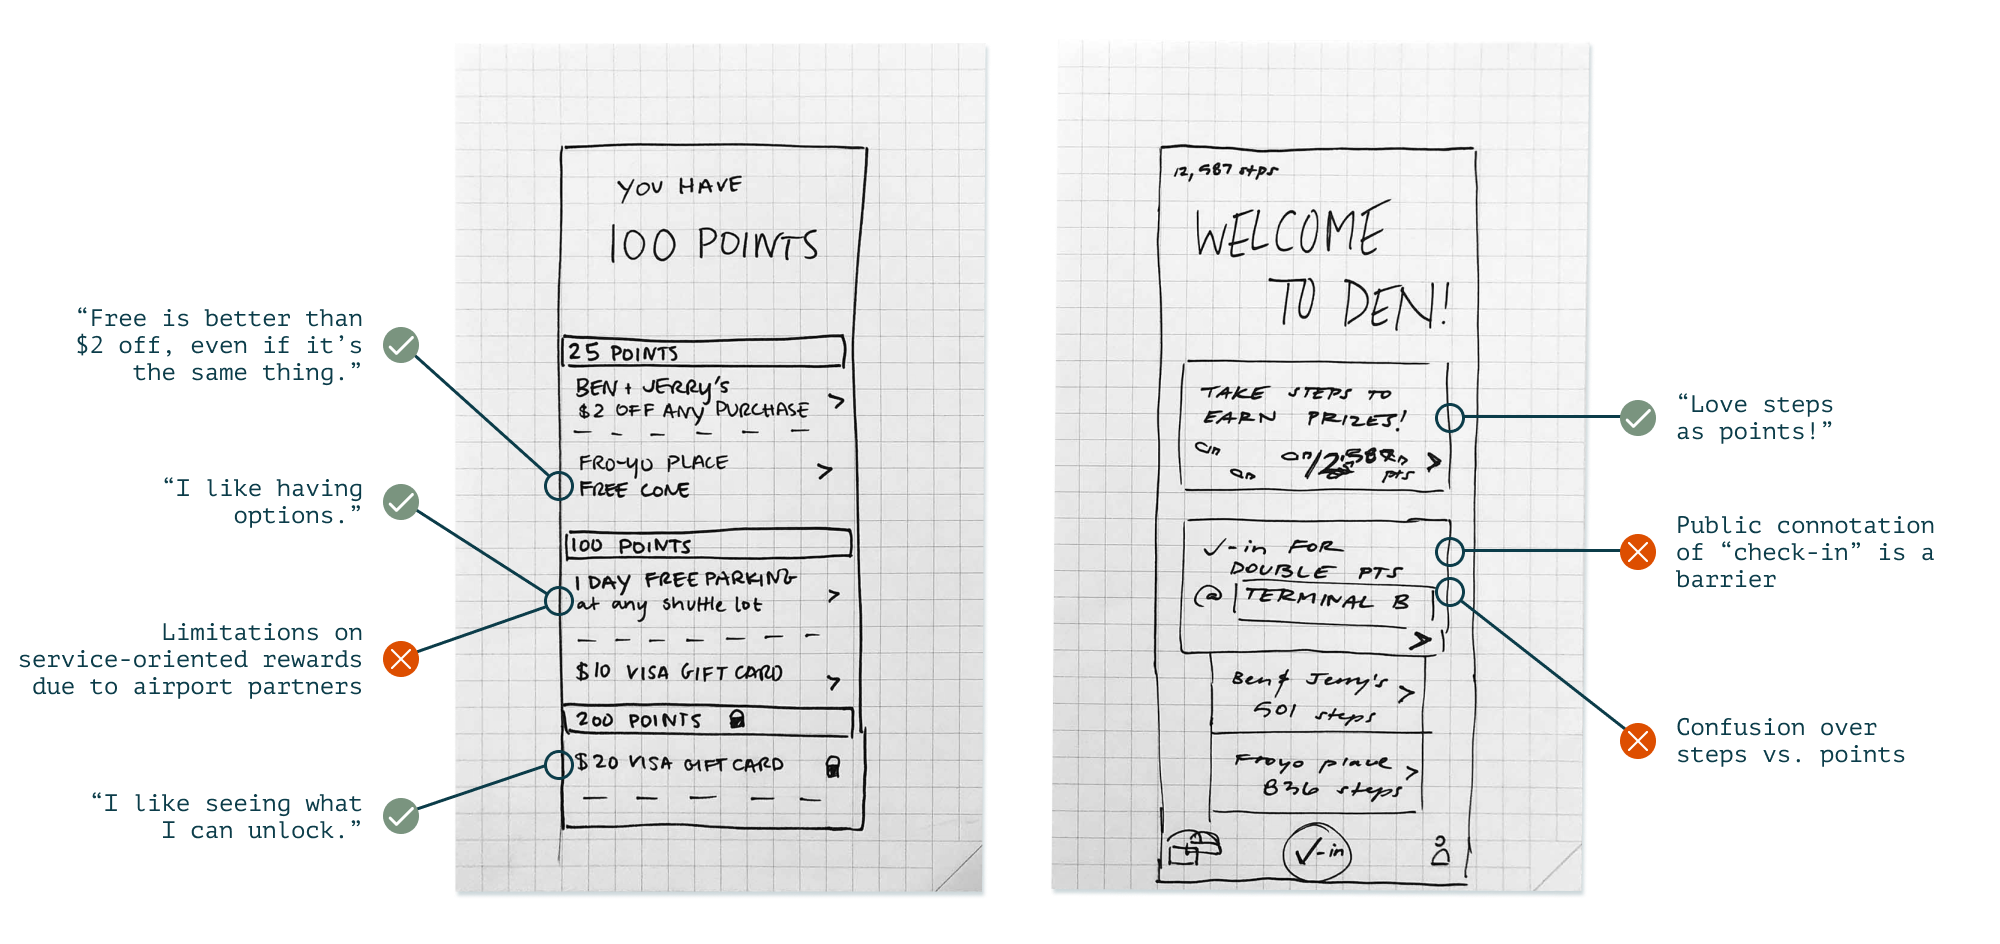 “Free is better than
$2 off, even if it’s
the same thing.”
“I like having
options.”
Limitations on
service-oriented rewards
due to airport partners
“I like seeing what
I can unlock.”
YOU HAVE
100 POINTS
25 POINTS
BEN + JERRY'S
$2 OFF ANY PURCHASE
FRO-YO PLACE
FREE CONE
100 POINTS
1 DAY FREE PARKING
at any shuttle lot
$10 VISA GIFT CARD
200 POINTS
$20 VISA GIFT CARD
12,587 stps
WELCOME
TO DEN!
TAKE STEPS TO
EARN PRIZES!
pts
✓-in FOR
DOUBLE PTS
@ TERMINAL B
Ben & Jerry's
501 steps
Froyo place
836 steps
✓-in
“Love steps
as points!”
Public connotation
of “check-in” is a
barrier
Confusion over
steps vs. points